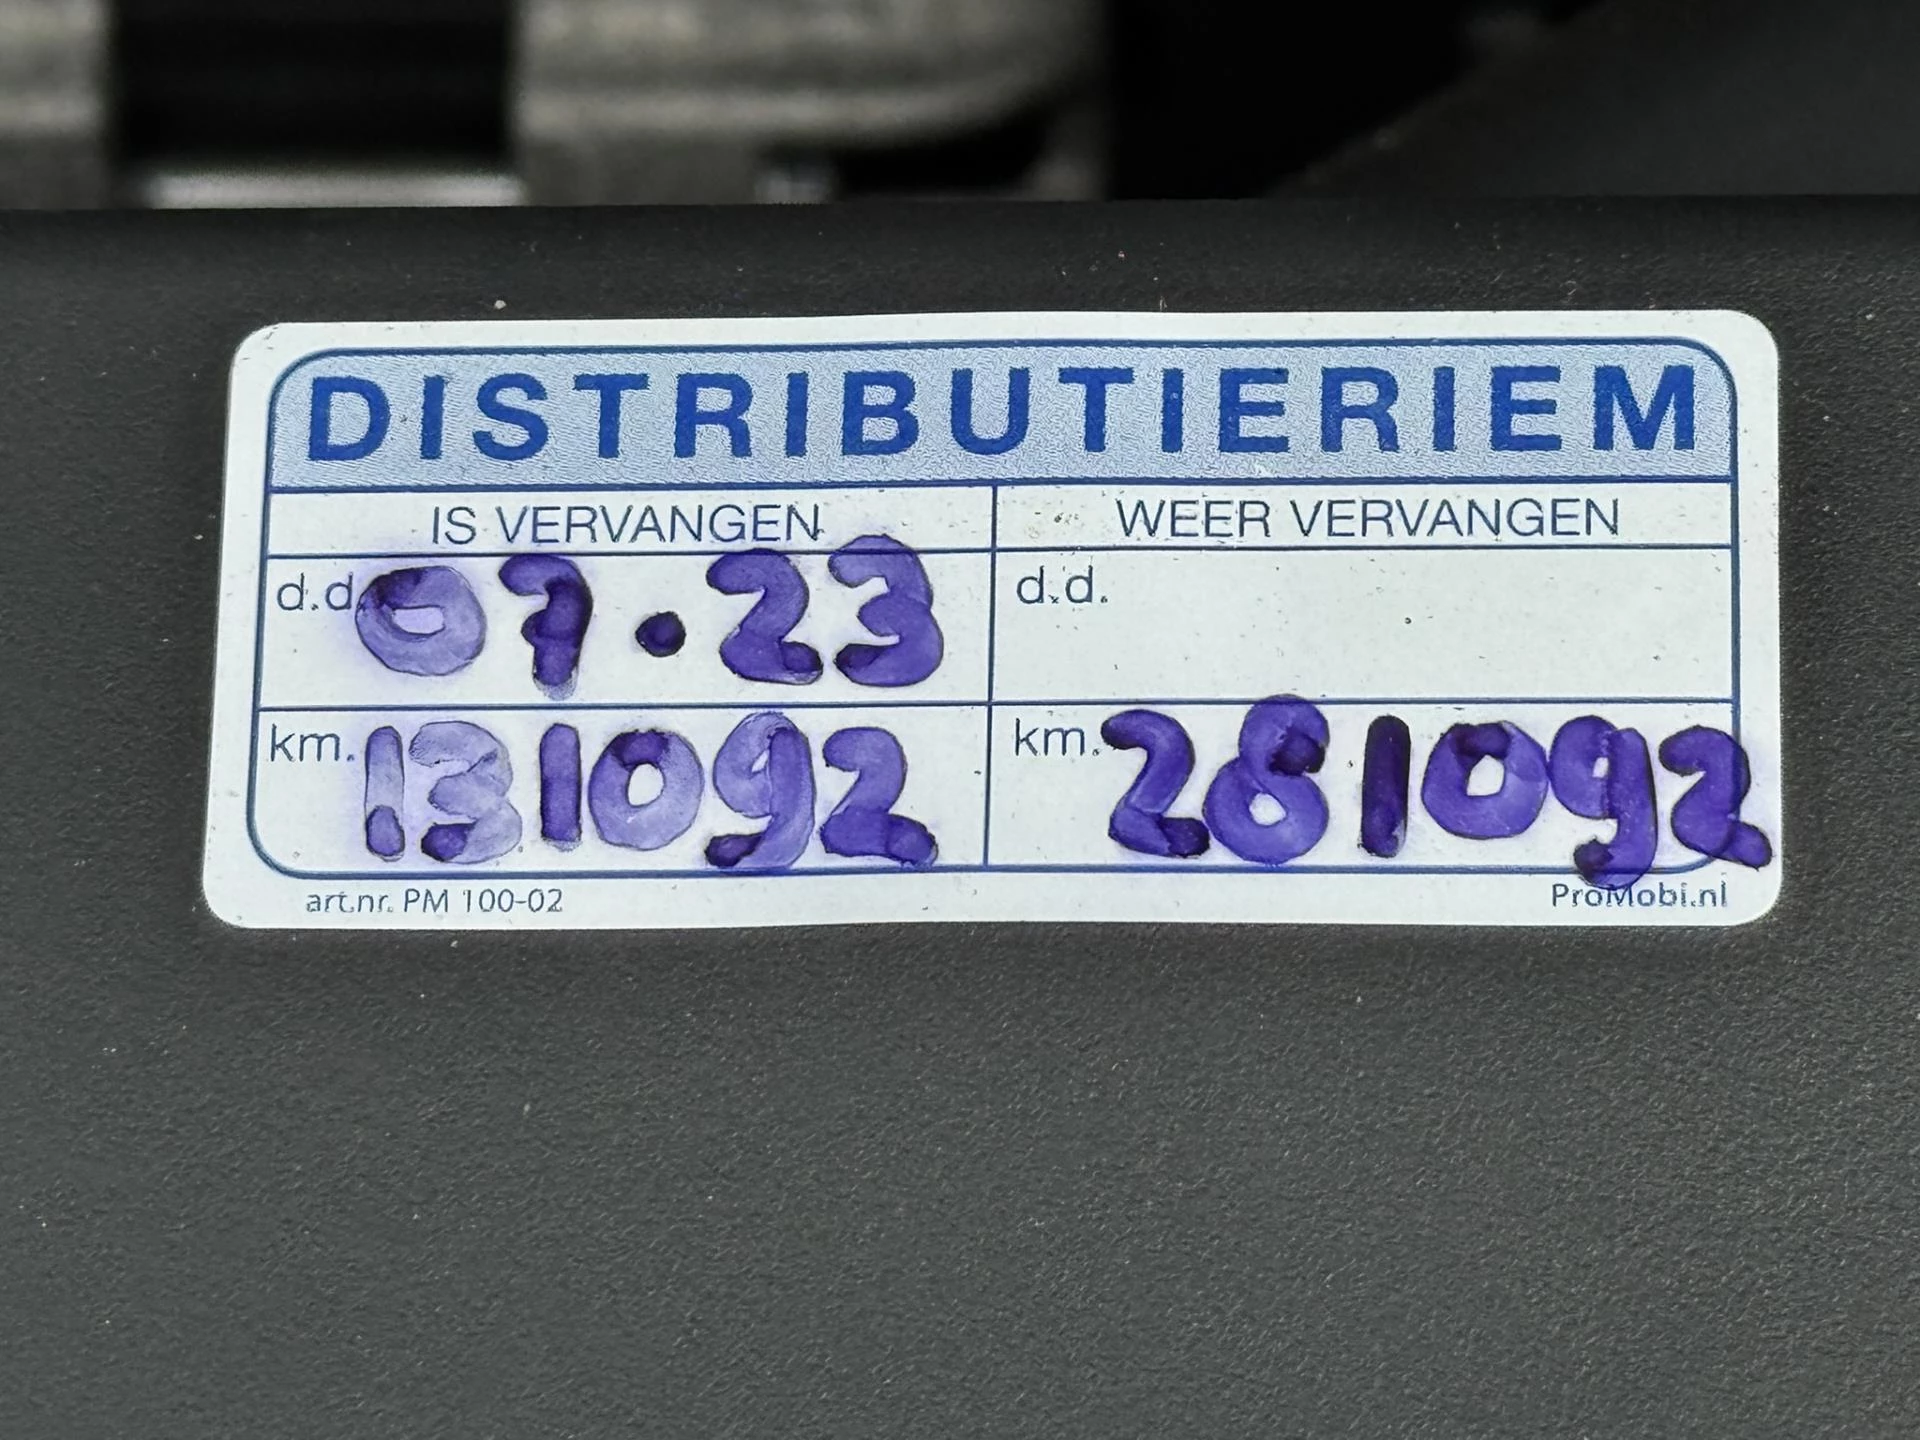 DISTRIBUTIERIEM
IS VERVANGEN WEER VERVANGEN
d.d. 07.23 d.d.
km. 131092 km. 281092
art.nr. PM 100-02 ProMobi.nl